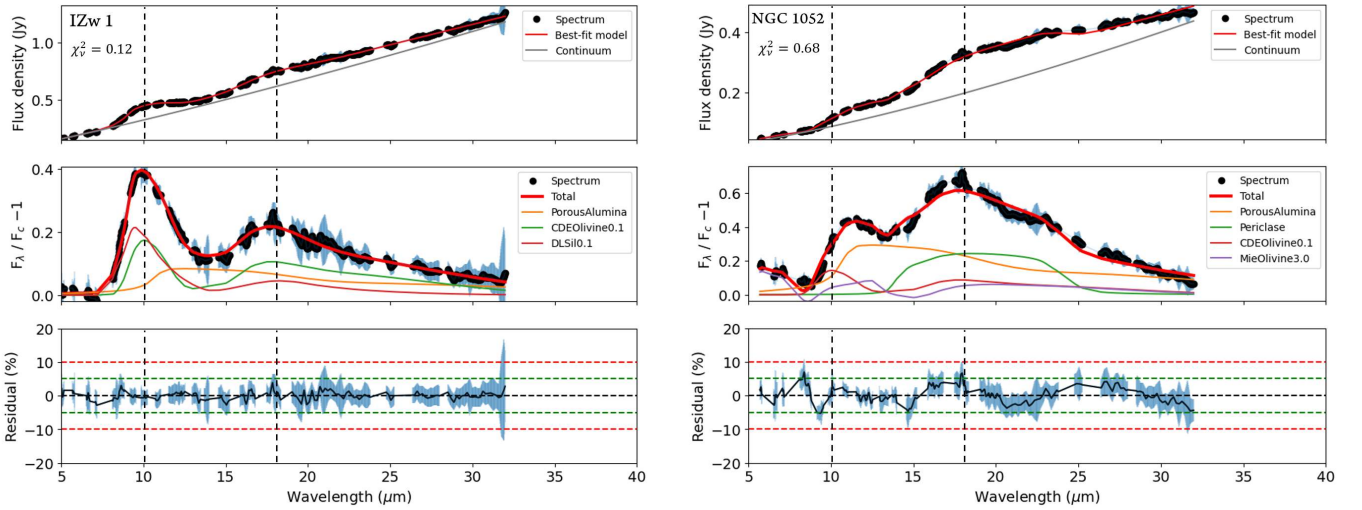 IZw 1
χ²ᵥ = 0.12
Flux density (Jy)
1.0
0.5
Spectrum
Best-fit model
Continuum
NGC 1052
χ²ᵥ = 0.68
Flux density (Jy)
0.4
0.2
Spectrum
Best-fit model
Continuum
Fλ / Fc −1
0.4
0.2
0.0
Spectrum
Total
PorousAlumina
CDEOlivine0.1
DLSil0.1
Fλ / Fc −1
0.6
0.4
0.2
0.0
Spectrum
Total
PorousAlumina
Periclase
CDEOlivine0.1
MieOlivine3.0
Residual (%)
20
10
0
−10
−20
5 10 15 20 25 30 35 40
Wavelength (μm)
Residual (%)
20
10
0
−10
−20
5 10 15 20 25 30 35 40
Wavelength (μm)